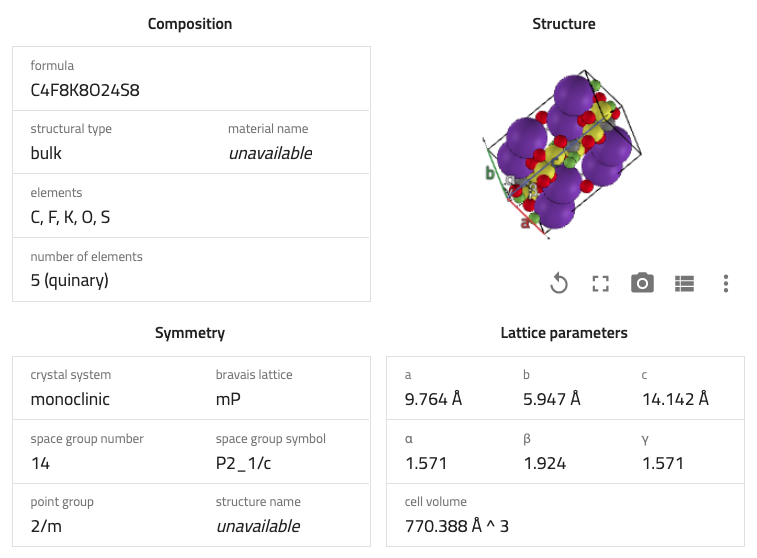 Composition
Structure
formula
C4F8K8O24S8
structural type
material name
bulk
unavailable
elements
C, F, K, O, S
number of elements
5 (quinary)
b
a
Symmetry
Lattice parameters
crystal system
bravais lattice
monoclinic
mP
space group number
space group symbol
14
P2_1/c
point group
structure name
2/m
unavailable
a
b
c
9.764 Å
5.947 Å
14.142 Å
α
β
γ
1.571
1.924
1.571
cell volume
770.388 Å ^ 3